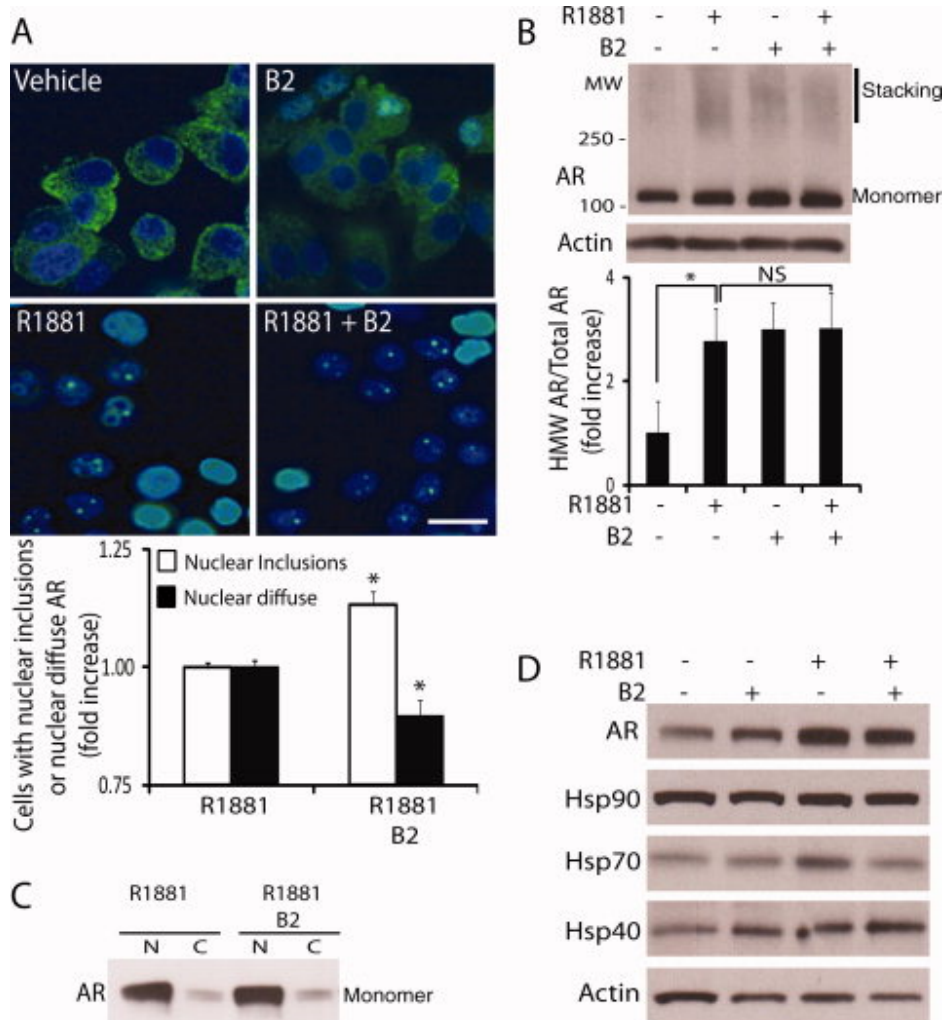 A
Vehicle
B2
R1881
R1881 + B2
Cells with nuclear inclusions
or nuclear diffuse AR
(fold increase)
1.25
1.00
0.75
Nuclear Inclusions
Nuclear diffuse
*
*
R1881
R1881
B2
B
R1881 - + - +
B2 - - + +
MW
250 -
AR
100 -
Stacking
Monomer
Actin
HMW AR/Total AR
(fold increase)
4
2
0
*
NS
R1881 - + - +
B2 - - + +
C
R1881 R1881
B2
N C N C
AR
Monomer
D
R1881 - - + +
B2 - + - +
AR
Hsp90
Hsp70
Hsp40
Actin